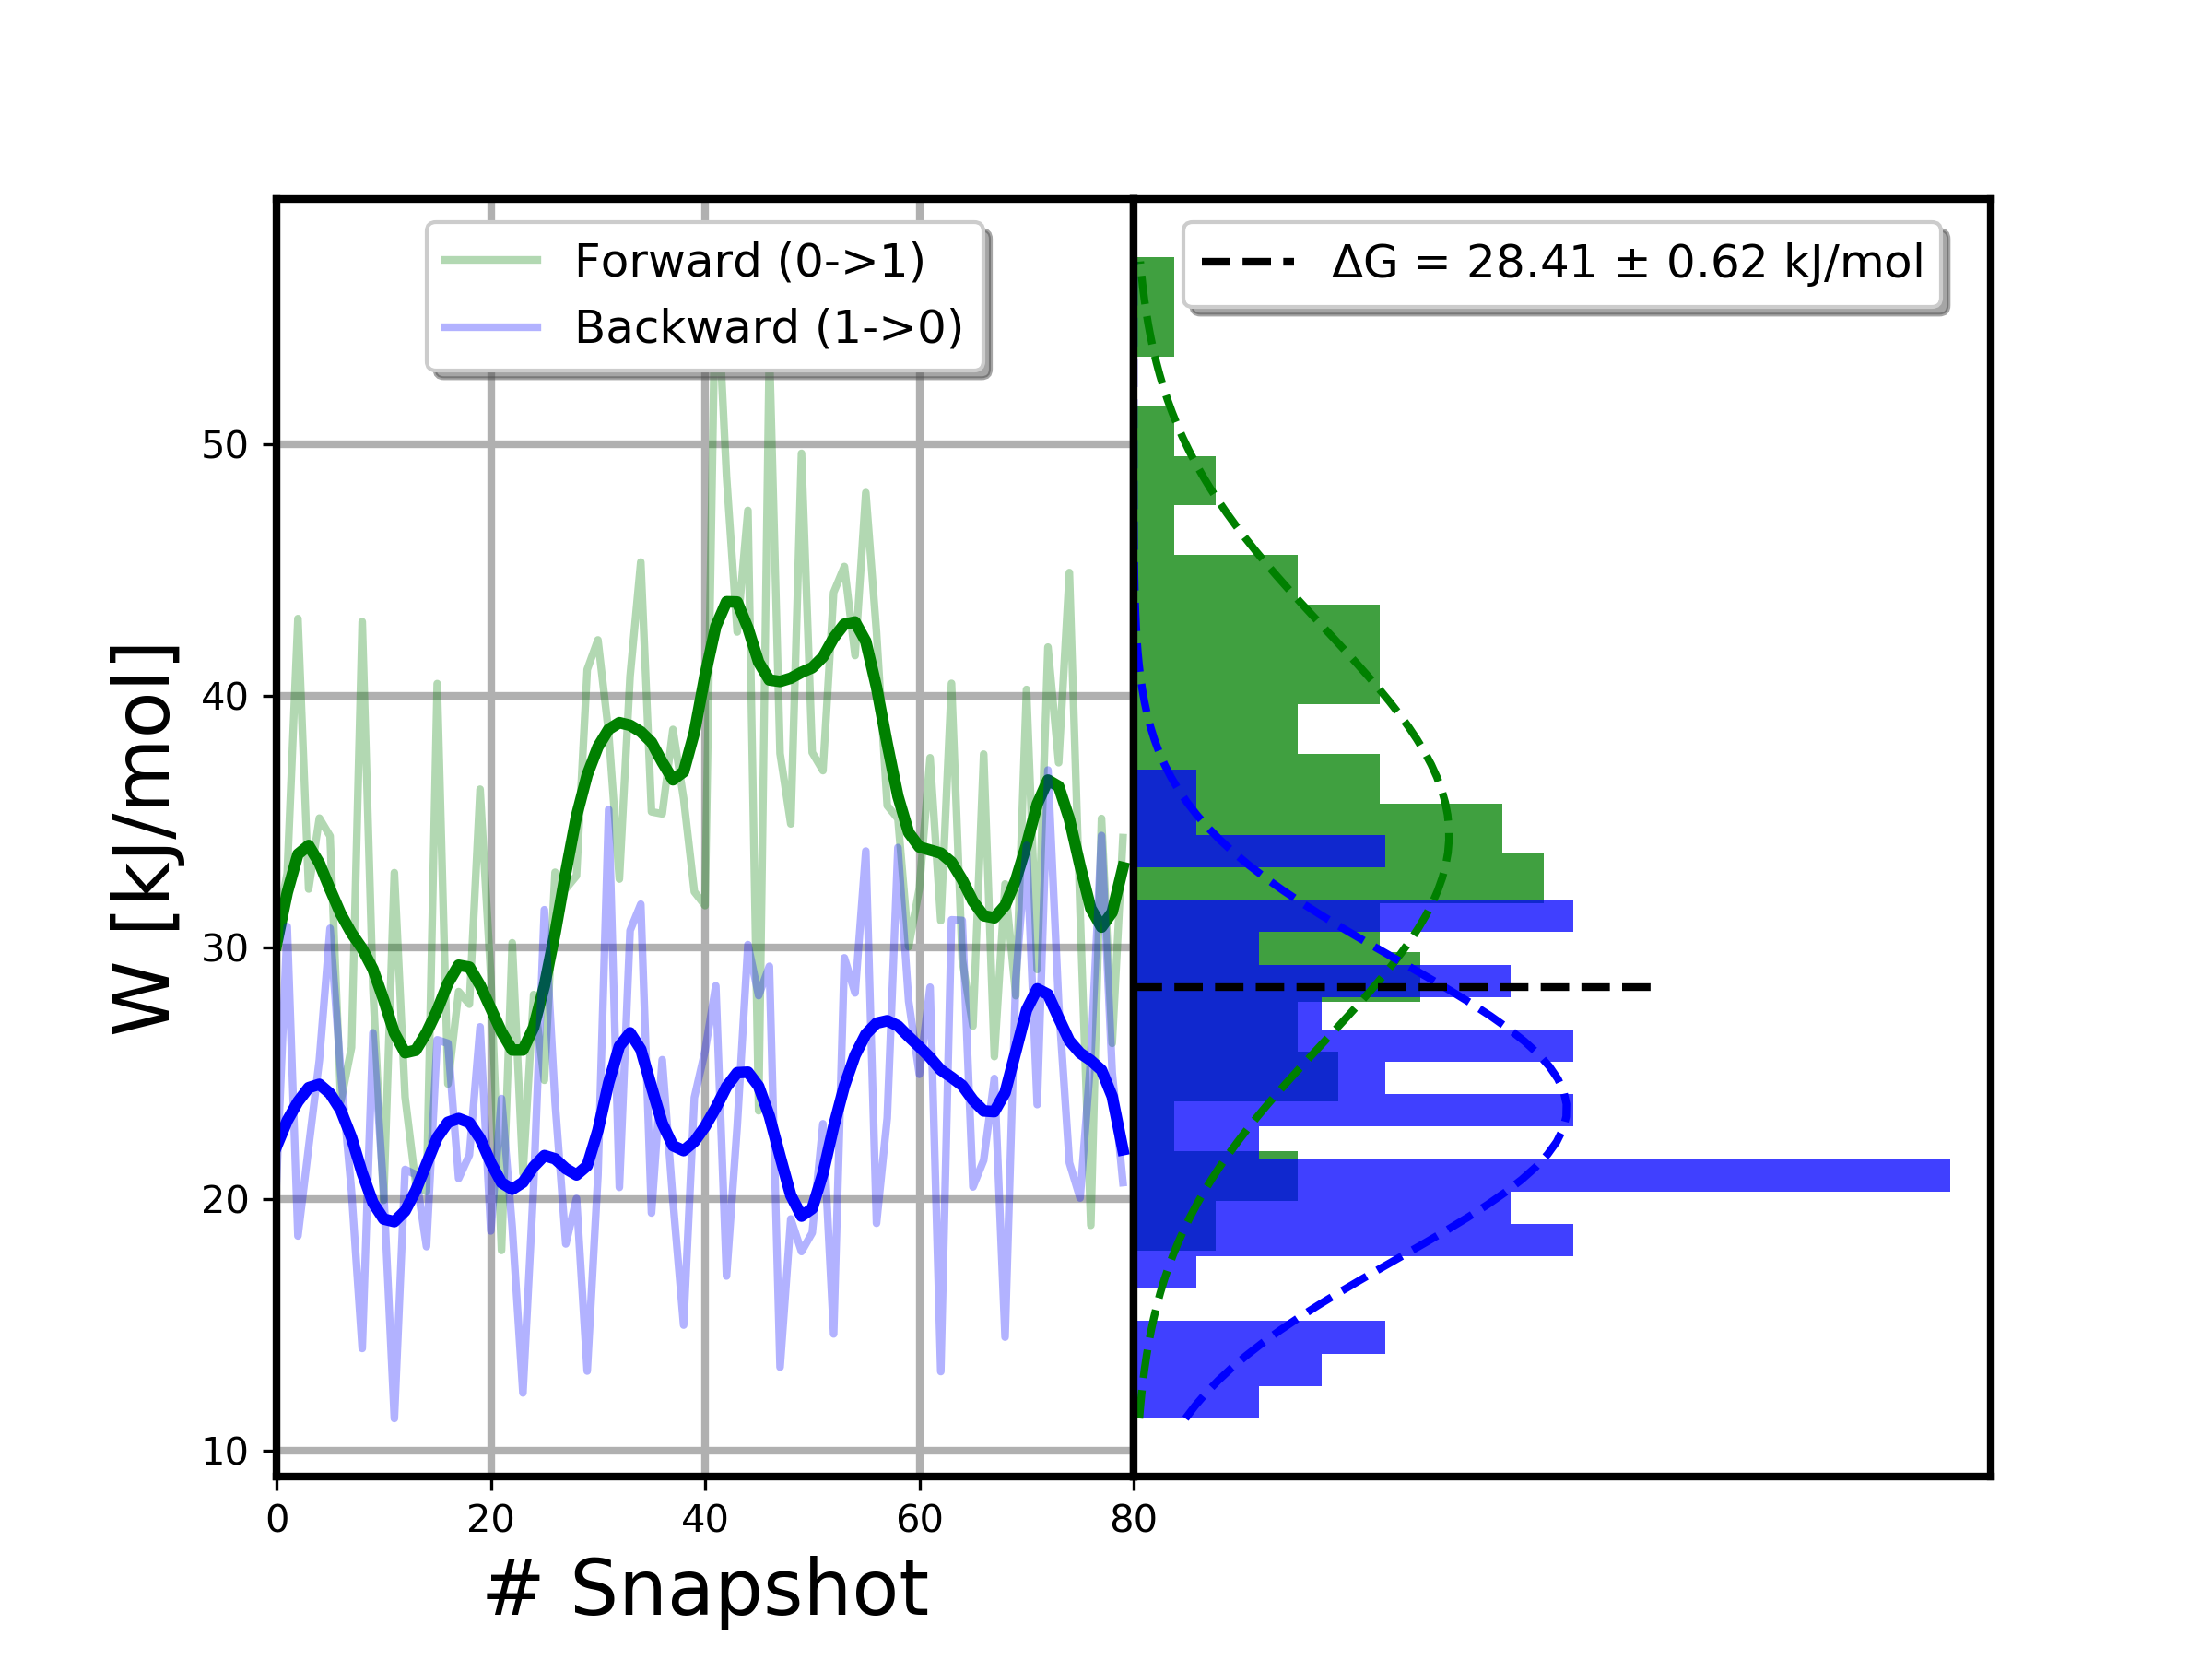 Forward (0->1)
Backward (1->0)
ΔG = 28.41 ± 0.62 kJ/mol
W [kJ/mol]
50
40
30
20
10
0 20 40 60 80
# Snapshot